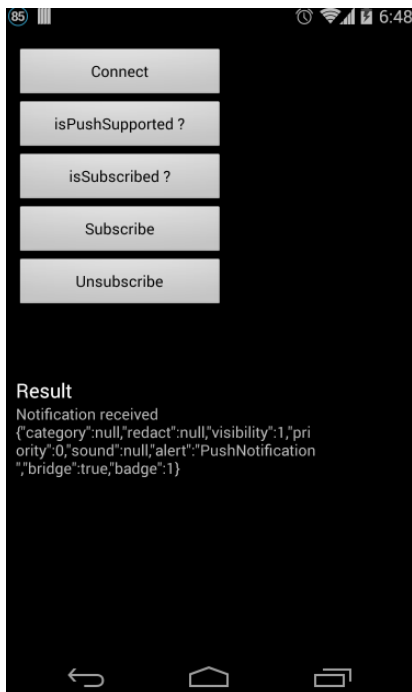 85 6:48
Connect
isPushSupported ?
isSubscribed ?
Subscribe
Unsubscribe
Result
Notification received
{"category":null,"redact":null,"visibility":1,"pri
ority":0,"sound":null,"alert":"PushNotification
","bridge":true,"badge":1}